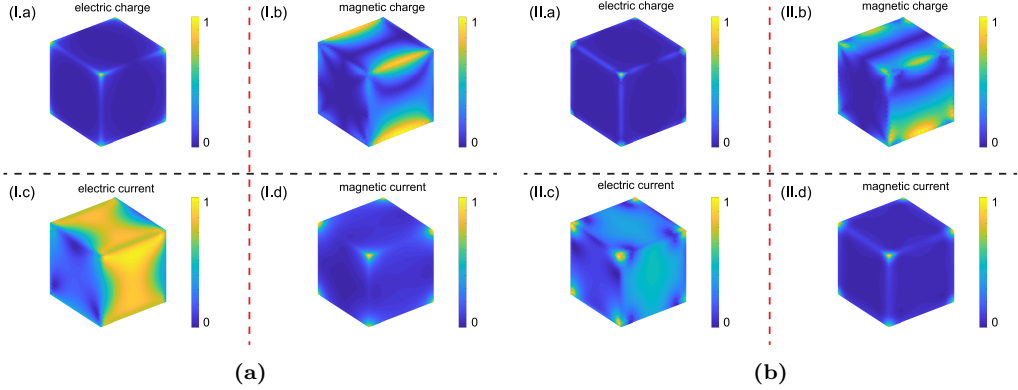 (I.a)
electric charge
1
0
(I.b)
magnetic charge
1
0
(II.a)
electric charge
1
0
(II.b)
magnetic charge
1
0
(I.c)
electric current
1
0
(I.d)
magnetic current
1
0
(II.c)
electric current
1
0
(II.d)
magnetic current
1
0
(a)
(b)